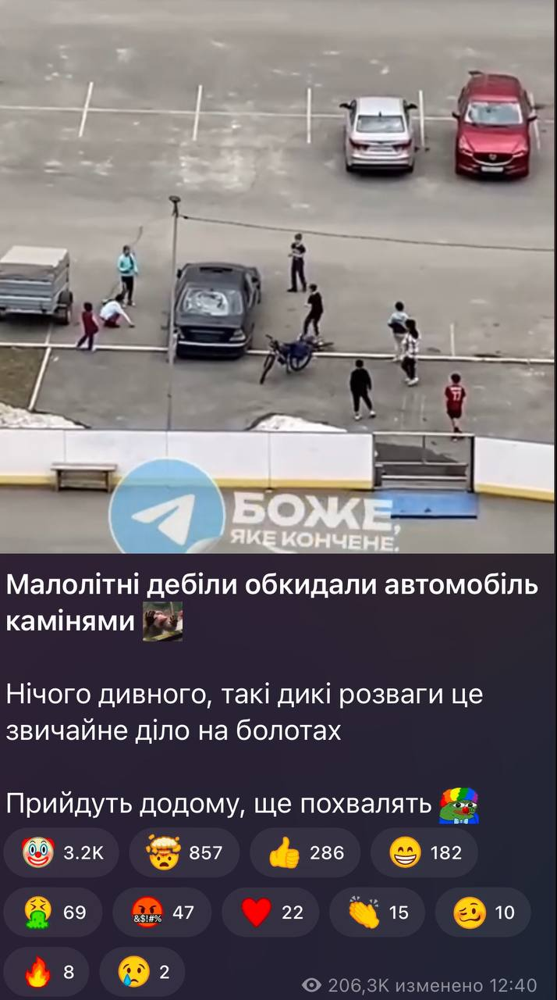 БОЖЕ,
ЯКЕ КОНЧЕНЕ.
Малолітні дебіли обкидали автомобіль
камінями
Нічого дивного, такі дикі розваги це
звичайне діло на болотах
Прийдуть додому, ще похвалять
3.2K 857 286 182
69 47 22 15 10
8 2 206,3K изменено 12:40